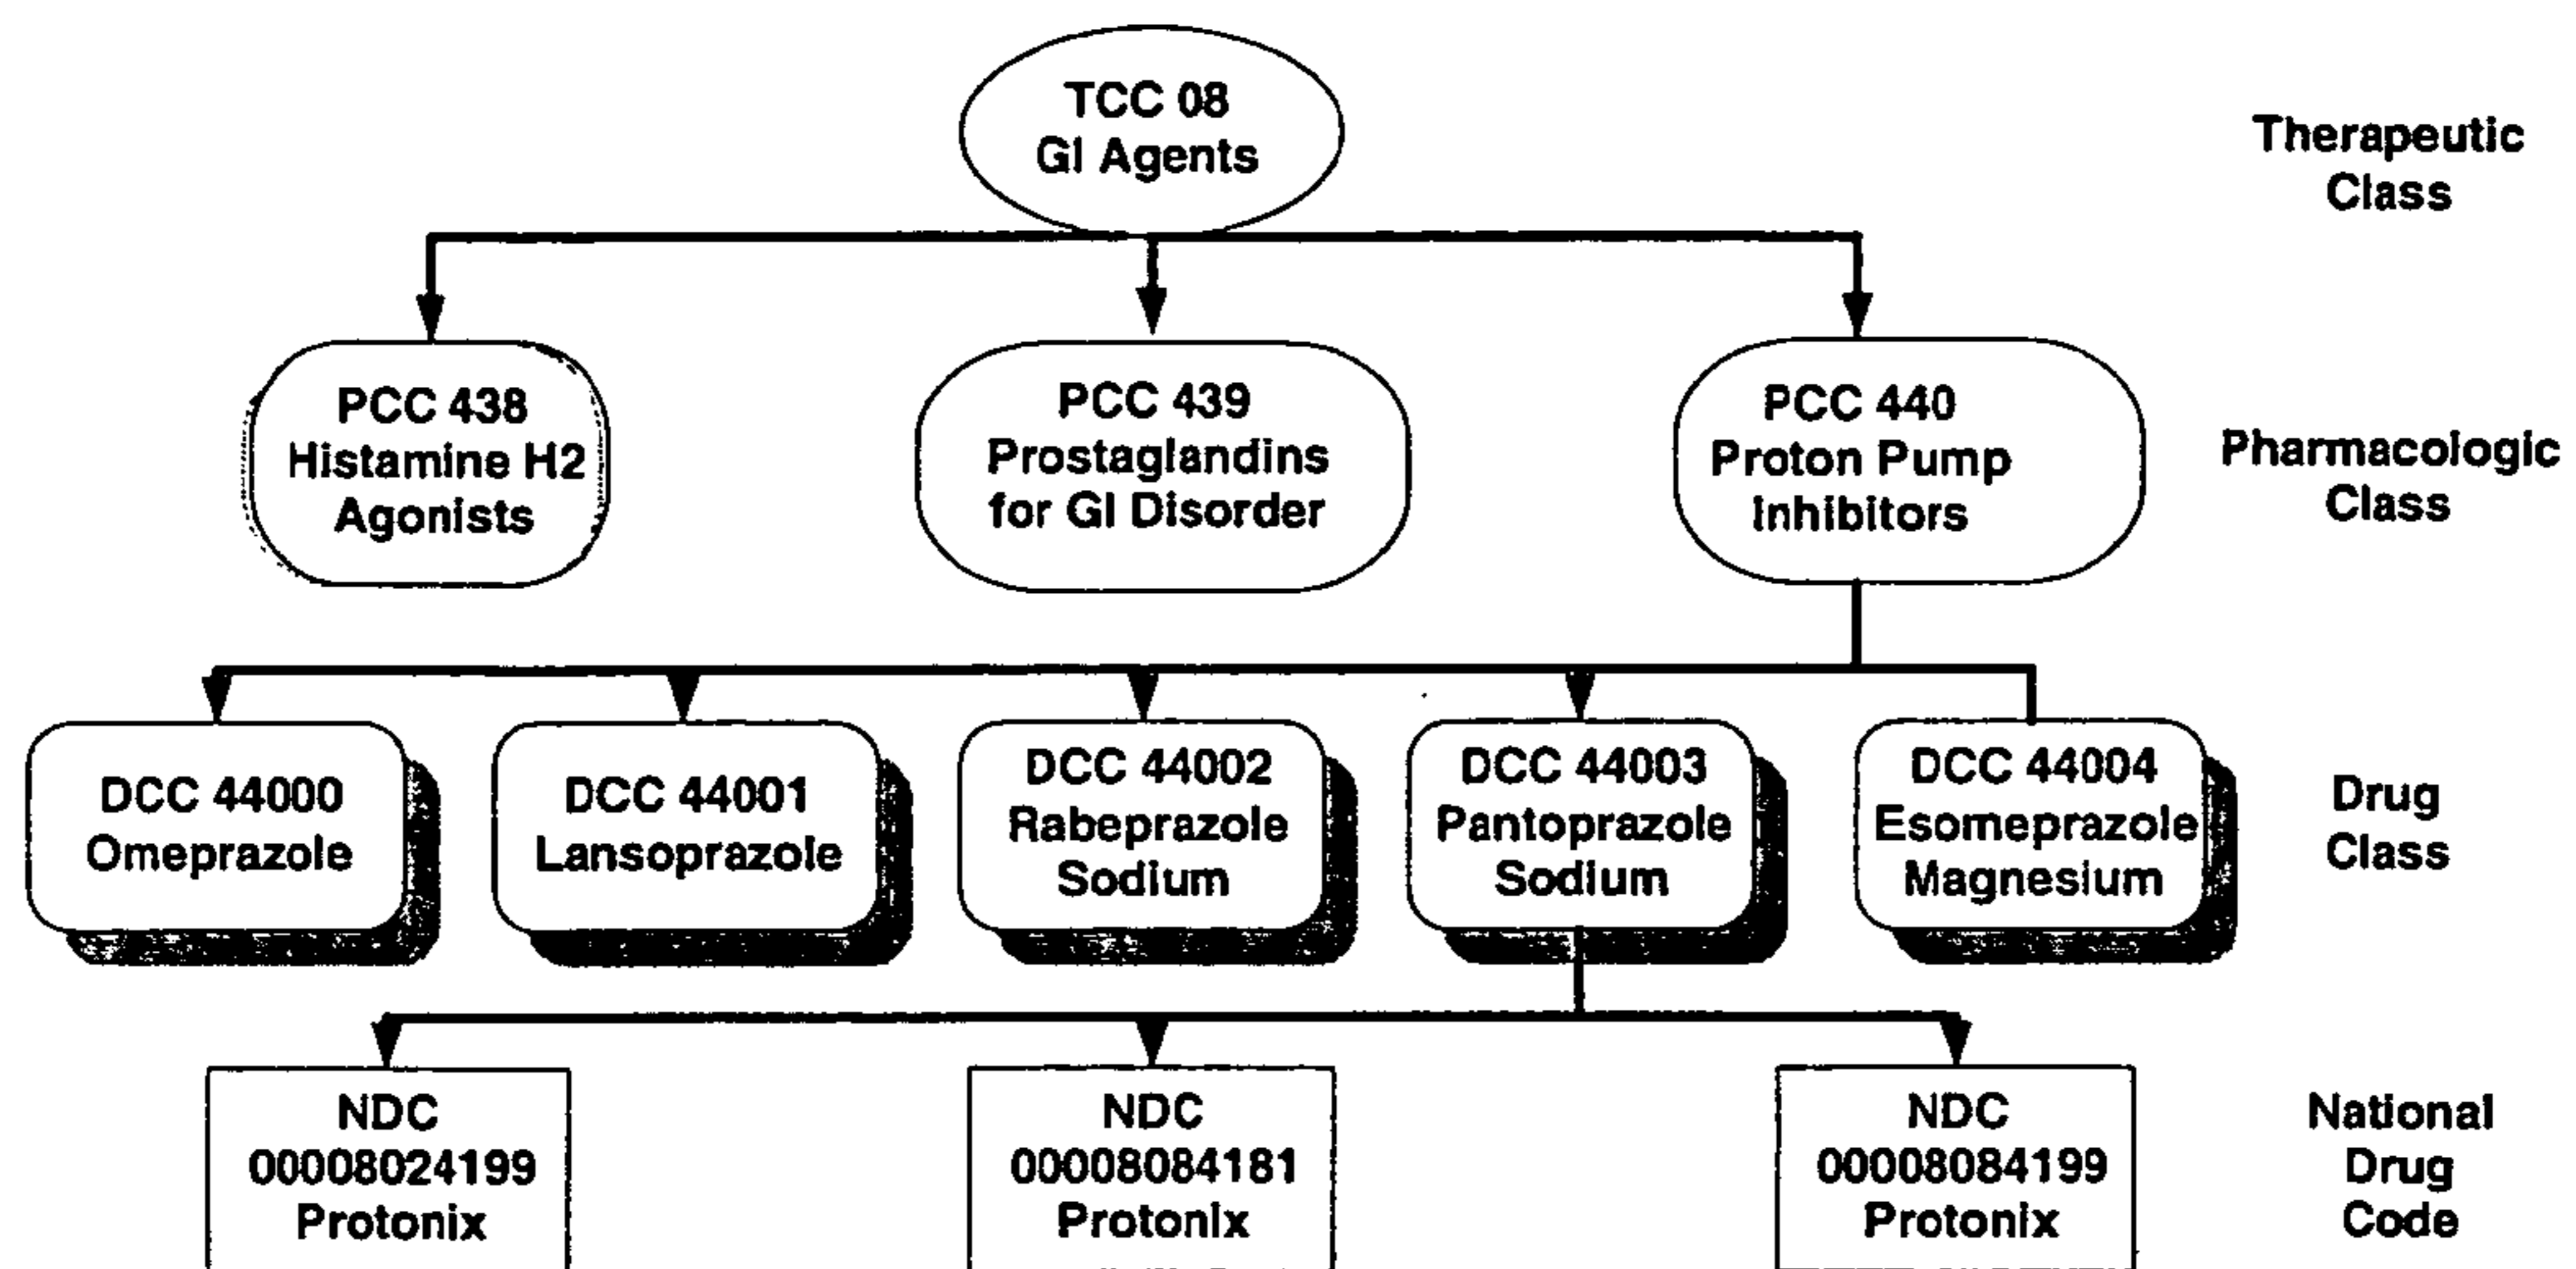 TCC 08
GI Agents
Therapeutic
Class
PCC 438
Histamine H2
Agonists
PCC 439
Prostaglandins
for GI Disorder
PCC 440
Proton Pump
Inhibitors
Pharmacologic
Class
DCC 44000
Omeprazole
DCC 44001
Lansoprazole
DCC 44002
Rabeprazole
Sodium
DCC 44003
Pantoprazole
Sodium
DCC 44004
Esomeprazole
Magnesium
Drug
Class
NDC
00008024199
Protonix
NDC
00008084181
Protonix
NDC
00008084199
Protonix
National
Drug
Code